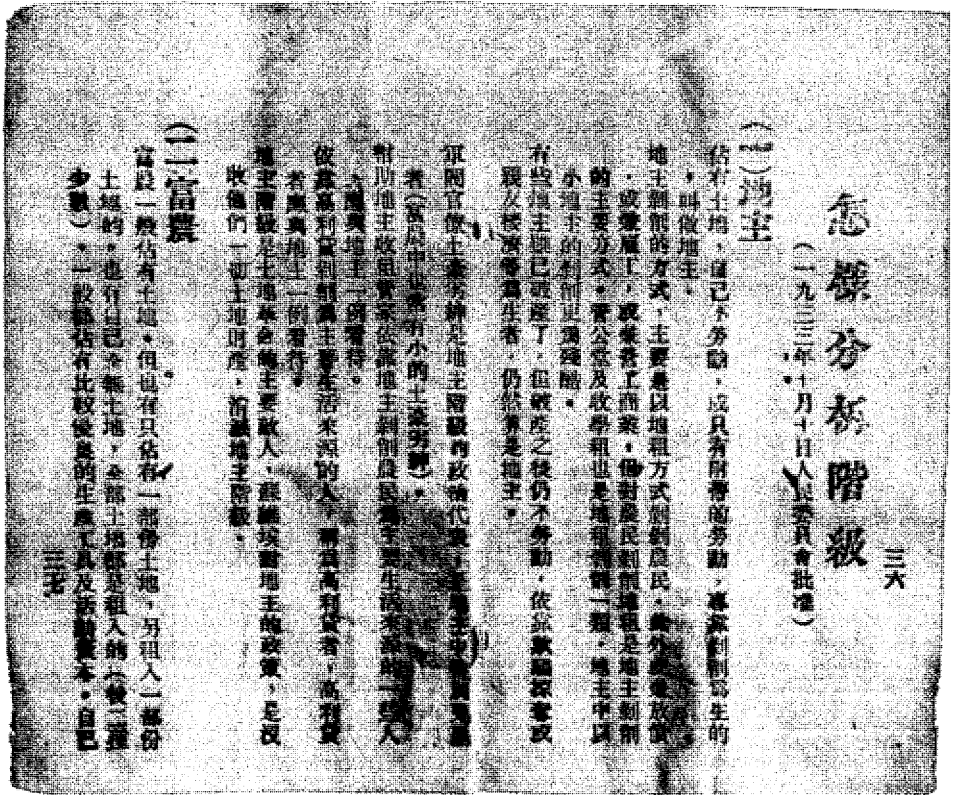 三六
怎樣分析階級
(一九三三年十月十日人民委員會批准)
(一)地主
佔有土地,自己不勞動,或只有附帶的勞動,專靠剝削爲生的
,叫做地主。
地主剝削的方式,主要是以地租方式剝削農民,此外或兼放債
,或兼雇工,或兼營工商業,但對農民剝削地租是地主剝削
的主要方式。管公堂及收學租也是地租剝削一類,地主中以
小地主的剝削更爲殘酷。
有些地主雖已破產了,但破產之後仍不勞動,依靠欺騙掠奪或
親友接濟等爲生者,仍然算是地主。
軍閥官僚土豪劣紳是地主階級的政治代表,是地主中特別兇惡
者(富農中也常有小的土豪劣紳)。
幫助地主收租管家依靠地主剝削農民爲主要生活來源的一些人
,應與地主一例看待。
依靠高利貸剝削爲主要生活來源的人,稱爲高利貸者,高利貸
者應與地主一例看待。
地主階級是土地革命的主要敵人,蘇維埃對地主的政策,是沒
收他們一切土地財產,消滅地主階級。
(二)富農
富農一般佔有土地。但也有只佔有一部份土地,另租入一部份
土地的。也有自己全無土地,全部土地都是租入的(後二種
少數)。一般都佔有比較優良的生產工具及活動資本。自己
三七